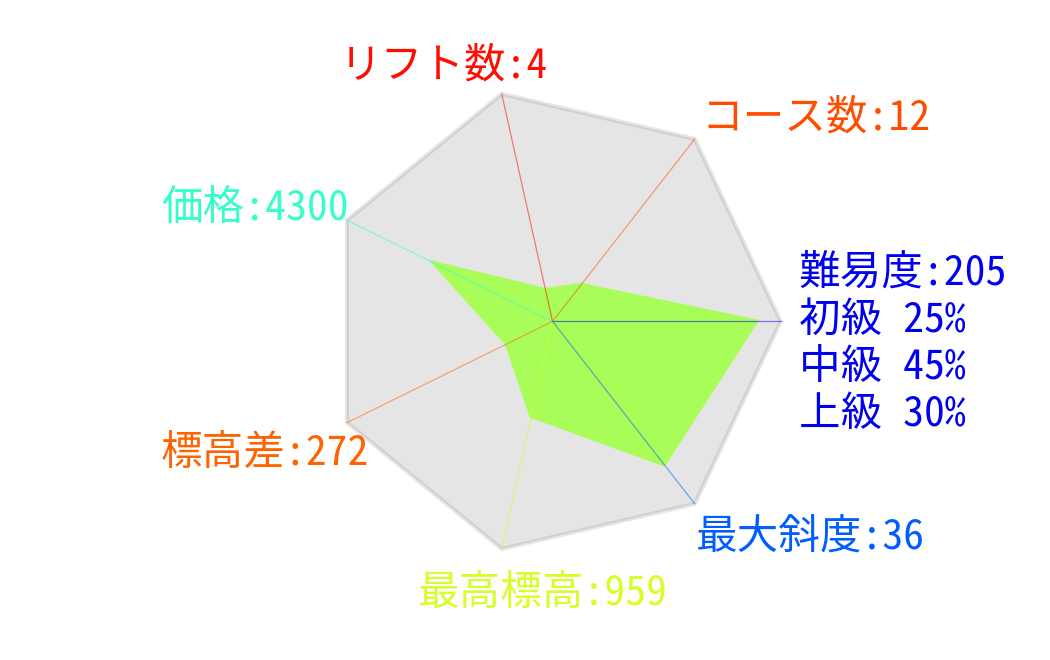 リフト数:4
コース数:12
価格:4300
難易度:205
初級 25%
中級 45%
上級 30%
標高差:272
最大斜度:36
最高標高:959